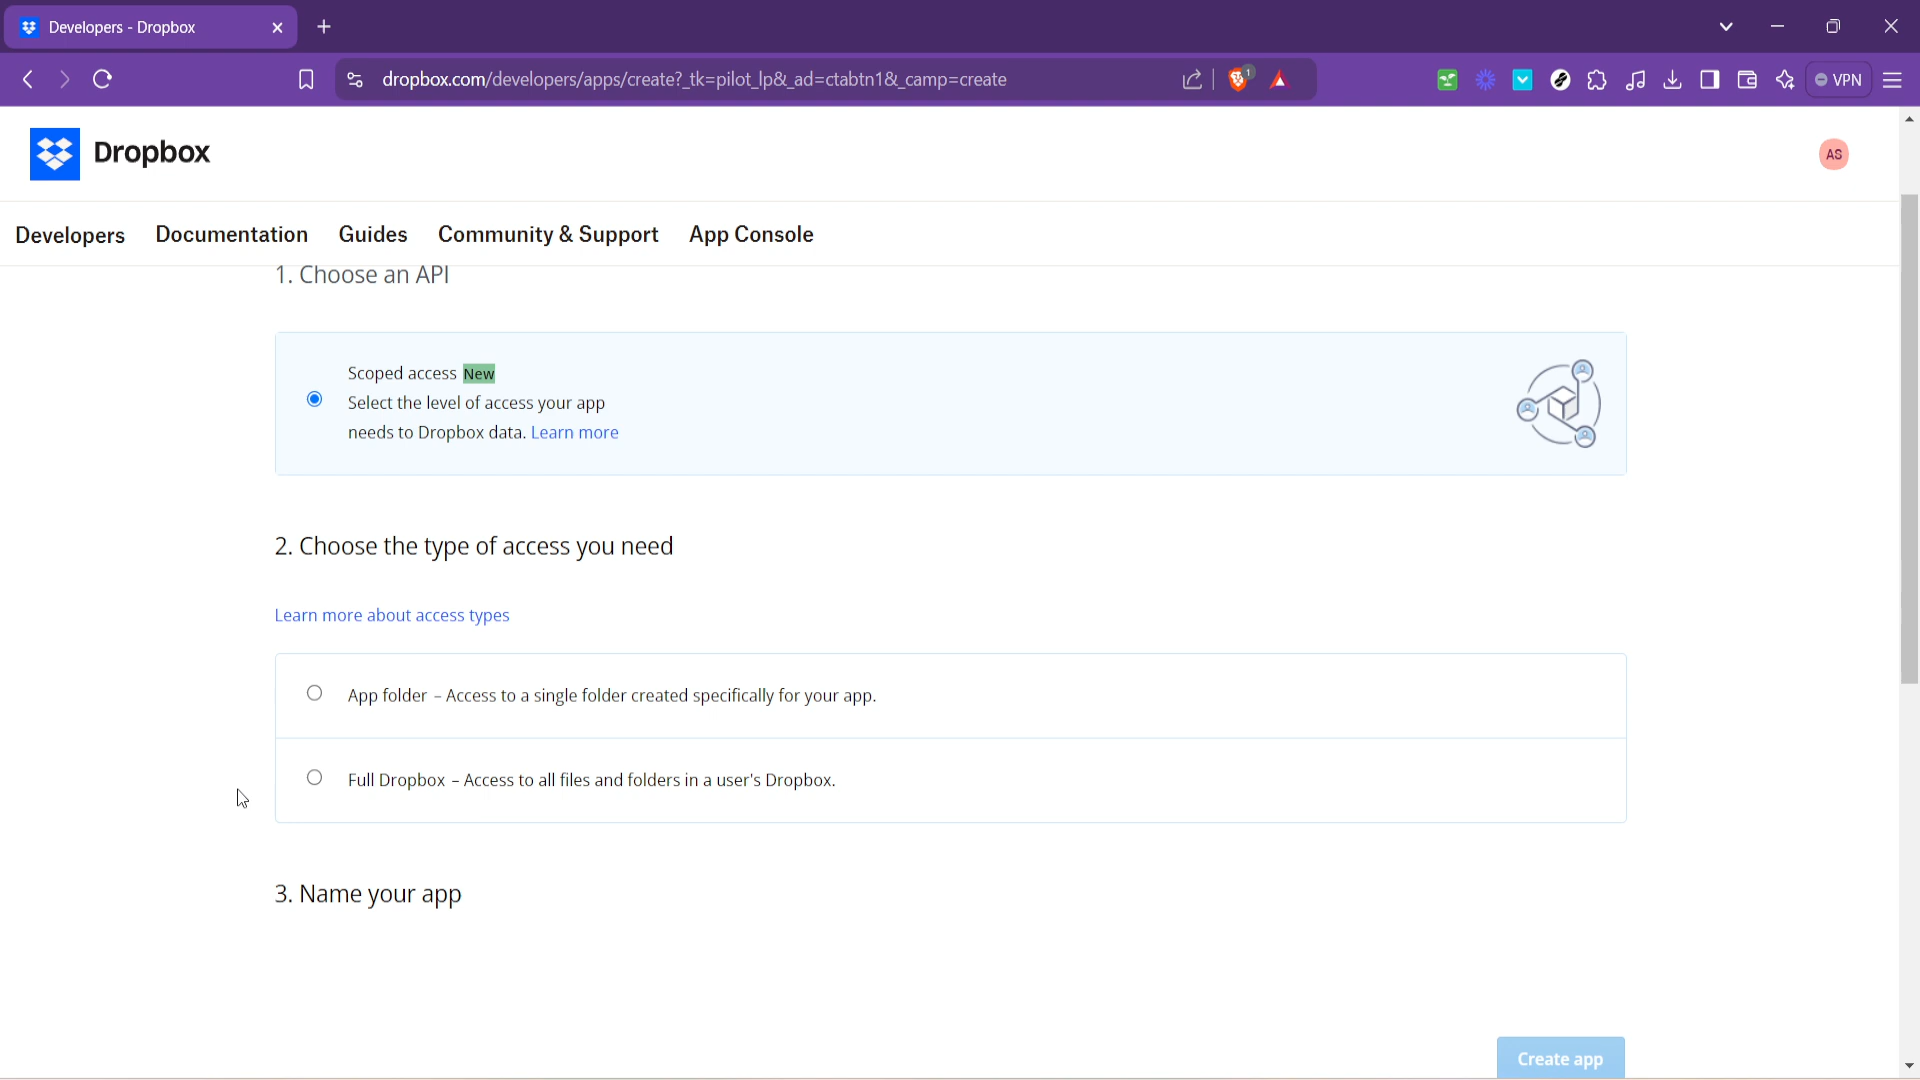 Developers - Dropbox
dropbox.com/developers/apps/create?_tk=pilot_lp&_ad=ctabtn1&_camp=create
1
VPN
Dropbox
AS
Developers
Documentation
Guides
Community & Support
App Console
1. Choose an API
Scoped access New
Select the level of access your app
needs to Dropbox data. Learn more
2. Choose the type of access you need
Learn more about access types
App folder – Access to a single folder created specifically for your app.
Full Dropbox – Access to all files and folders in a user's Dropbox.
3. Name your app
Create app